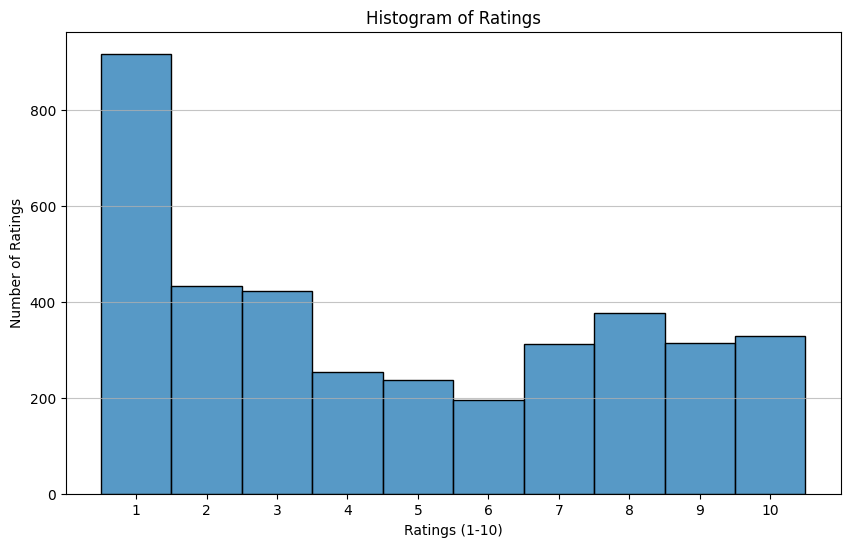 Histogram of Ratings
Number of Ratings
800
600
400
200
0
1 2 3 4 5 6 7 8 9 10
Ratings (1-10)